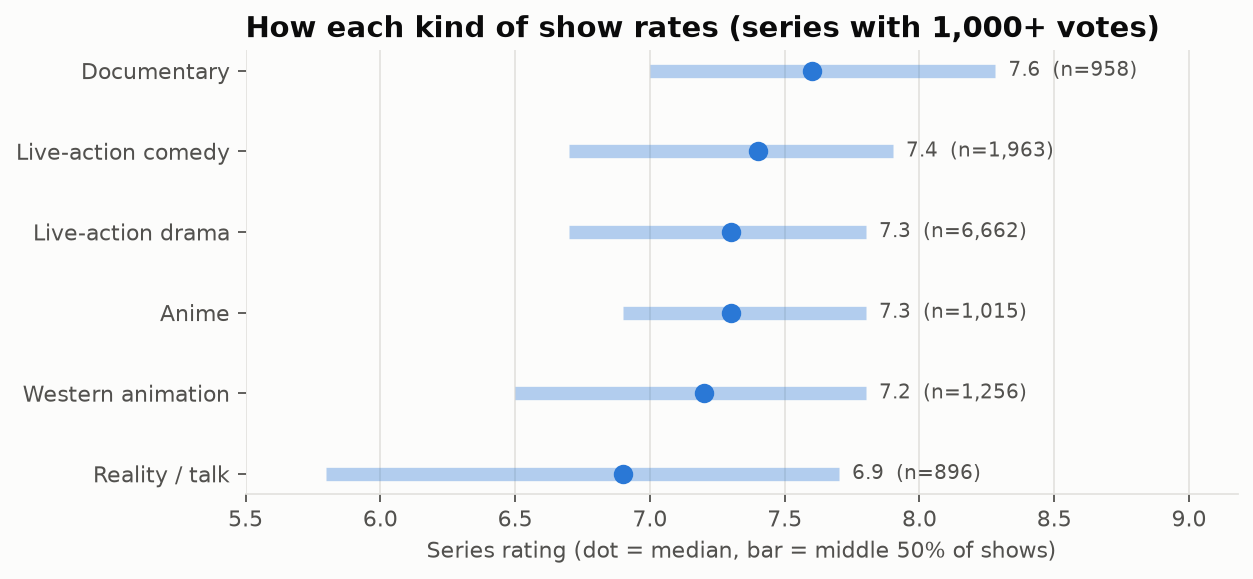 How each kind of show rates (series with 1,000+ votes)
Documentary
7.6 (n=958)
Live-action comedy
7.4 (n=1,963)
Live-action drama
7.3 (n=6,662)
Anime
7.3 (n=1,015)
Western animation
7.2 (n=1,256)
Reality / talk
6.9 (n=896)
5.5 6.0 6.5 7.0 7.5 8.0 8.5 9.0
Series rating (dot = median, bar = middle 50% of shows)